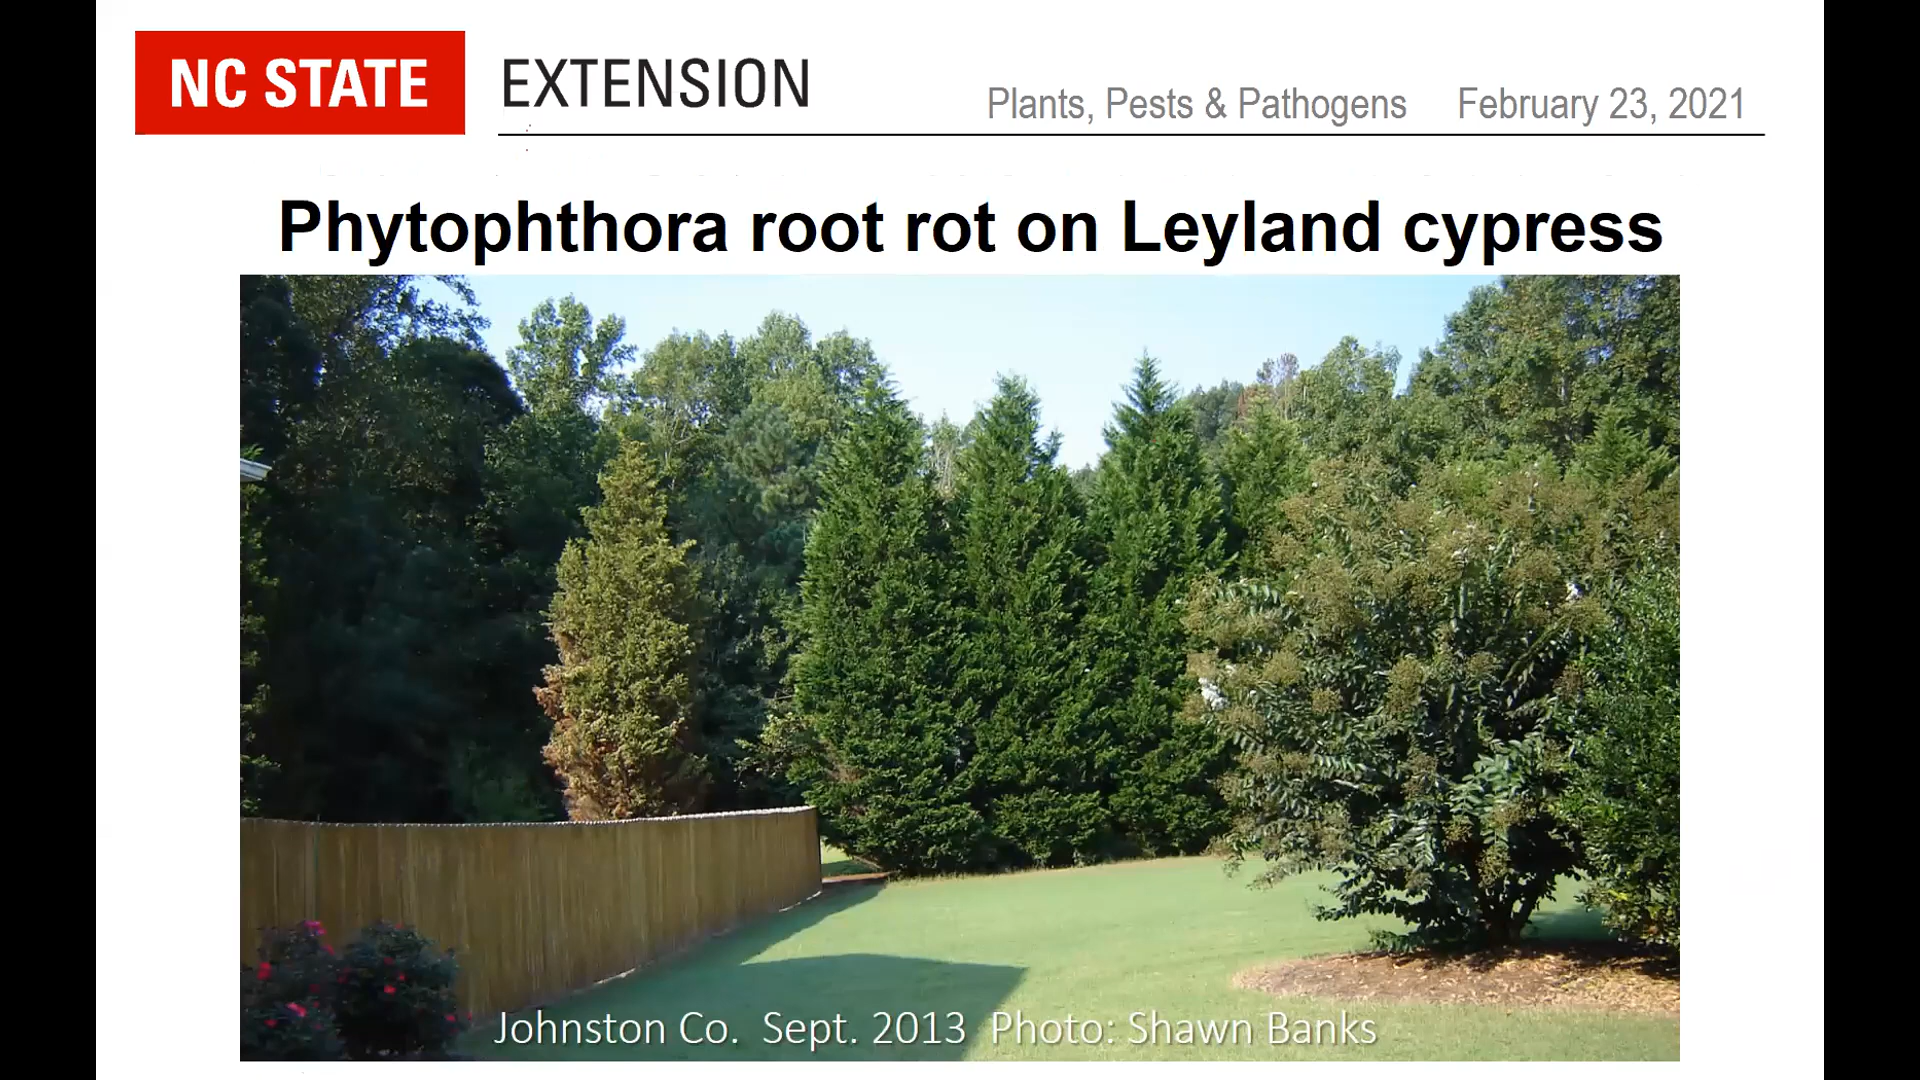 NC STATE EXTENSION
Plants, Pests & Pathogens February 23, 2021
Phytophthora root rot on Leyland cypress
Johnston Co. Sept. 2013 Photo: Shawn Banks